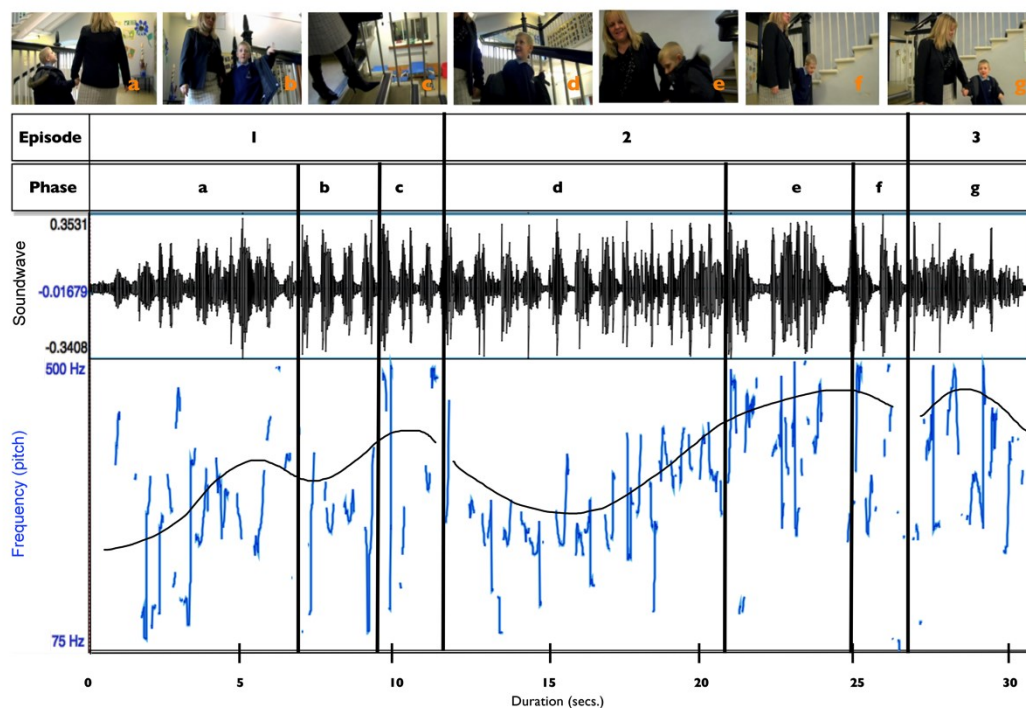 a b c d e f g
Episode 1 2 3
Phase a b c d e f g
Soundwave
0.3531
-0.01679
-0.3408
Frequency (pitch)
500 Hz
75 Hz
0 5 10 15 20 25 30
Duration (secs.)